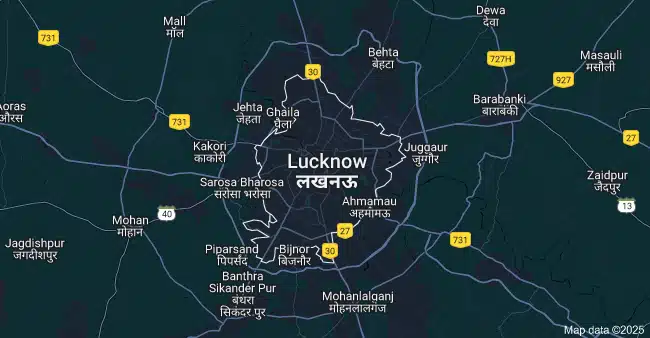 Mall
मॉल
Dewa
देवा
731
Behta
बेहटा
727H
Masauli
मसौली
30
927
Aoras
औरस
Jehta
जेहता
Ghaila
घैला
Barabanki
बाराबंकी
731
Kakori
काकोरी
Juggaur
जुग्गौर
27
Lucknow
लखनऊ
Zaidpur
जैदपुर
Sarosa Bharosa
सरोसा भरोसा
Ahmamau
अहमामऊ
13
40
Mohan
मोहान
27
731
Jagdishpur
जगदीशपुर
Piparsand
पिपर्संद
Bijnor
बिजनौर
30
Banthra
Sikander Pur
बंथरा
सिकंदर पुर
Mohanlalganj
मोहनलालगंज
Map data ©2025